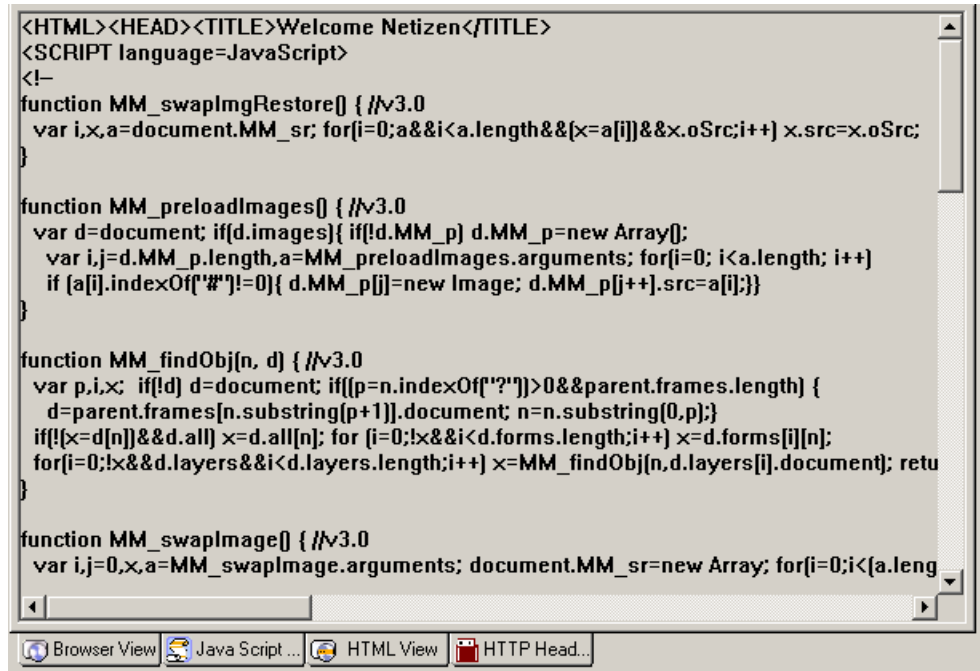 <HTML><HEAD><TITLE>Welcome Netizen</TITLE>
<SCRIPT language=JavaScript>
<!--
function MM_swapImgRestore() { //v3.0
  var i,x,a=document.MM_sr; for(i=0;a&&i<a.length&&(x=a[i])&&x.oSrc;i++) x.src=x.oSrc;
}

function MM_preloadImages() { //v3.0
  var d=document; if(d.images){ if(!d.MM_p) d.MM_p=new Array();
    var i,j=d.MM_p.length,a=MM_preloadImages.arguments; for(i=0; i<a.length; i++)
    if (a[i].indexOf("#")!=0){ d.MM_p[j]=new Image; d.MM_p[j++].src=a[i];}}
}

function MM_findObj(n, d) { //v3.0
  var p,i,x;  if(!d) d=document; if((p=n.indexOf("?"))>0&&parent.frames.length) {
    d=parent.frames[n.substring(p+1)].document; n=n.substring(0,p);}
  if(!(x=d[n])&&d.all) x=d.all[n]; for (i=0;!x&&i<d.forms.length;i++) x=d.forms[i][n];
  for(i=0;!x&&d.layers&&i<d.layers.length;i++) x=MM_findObj(n,d.layers[i].document); retu
}

function MM_swapImage() { //v3.0
  var i,j=0,x,a=MM_swapImage.arguments; document.MM_sr=new Array; for(i=0;i<(a.leng
Browser View Java Script ... HTML View HTTP Head...